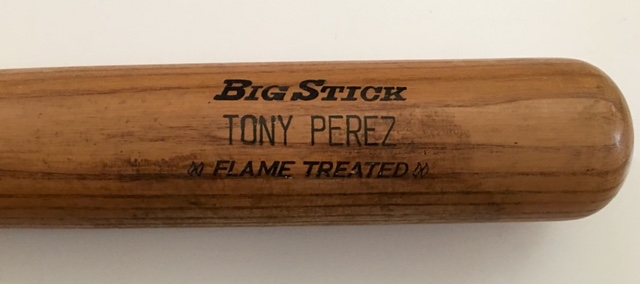 BIG STICK
TONY PEREZ
FLAME TREATED